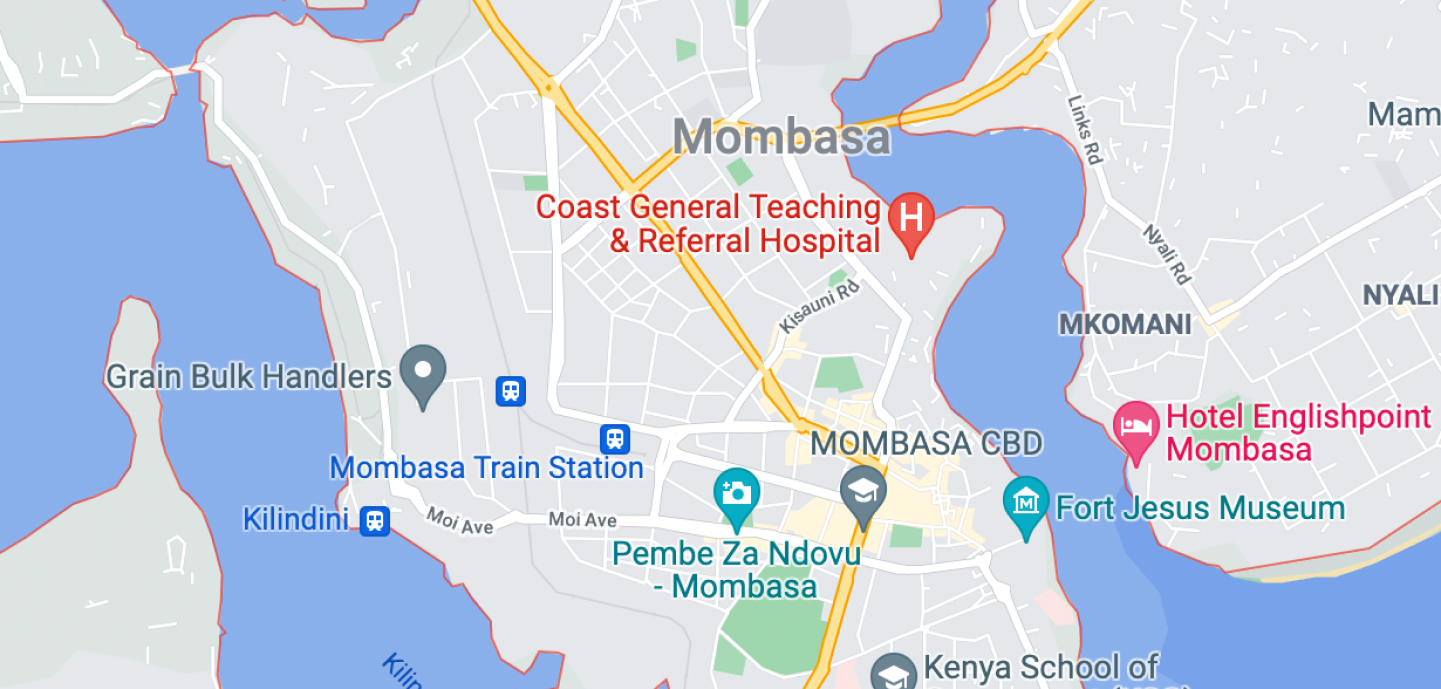 Mombasa
Links Rd
Mam
Coast General Teaching
& Referral Hospital
Nyali Rd
Kisauni Rd
NYALI
MKOMANI
Grain Bulk Handlers
Hotel Englishpoint
Mombasa
MOMBASA CBD
Mombasa Train Station
Fort Jesus Museum
Kilindini
Moi Ave
Moi Ave
Pembe Za Ndovu
- Mombasa
Kilin
Kenya School of